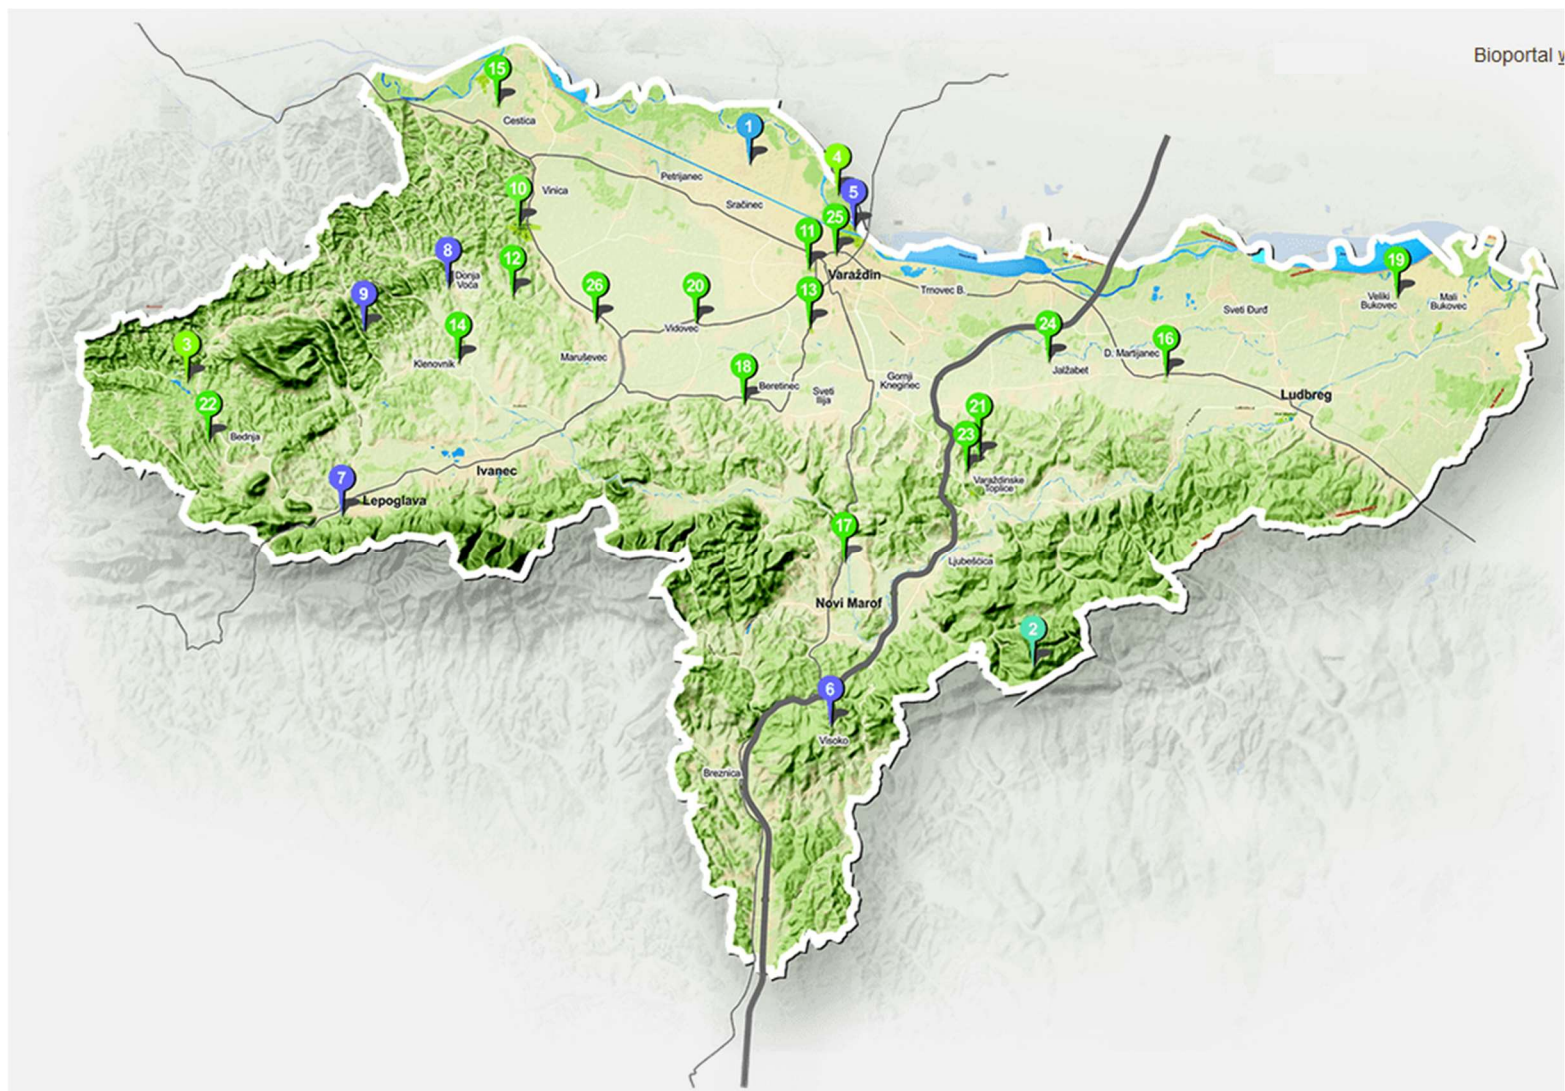 Bioportal
15
Cestica
1
4
Petrijanec
10
Vinica
5
Sračinec
25
11
8
12
Donja
Voća
Varaždin
19
9
26
20
13
Trnovec B.
Veliki
Bukovec
Mali
Bukovec
Sveti Đurđ
14
Vidovec
24
3
Klenovnik
Maruševec
16
D. Martijanec
18
Beretinec
Sveti
Ilija
Gornji
Kneginec
Jalžabet
Ludbreg
22
Bednja
21
23
7
Ivanec
Lepoglava
Varaždinske
Toplice
17
Ljubešćica
Novi Marof
2
6
Visoko
Breznica